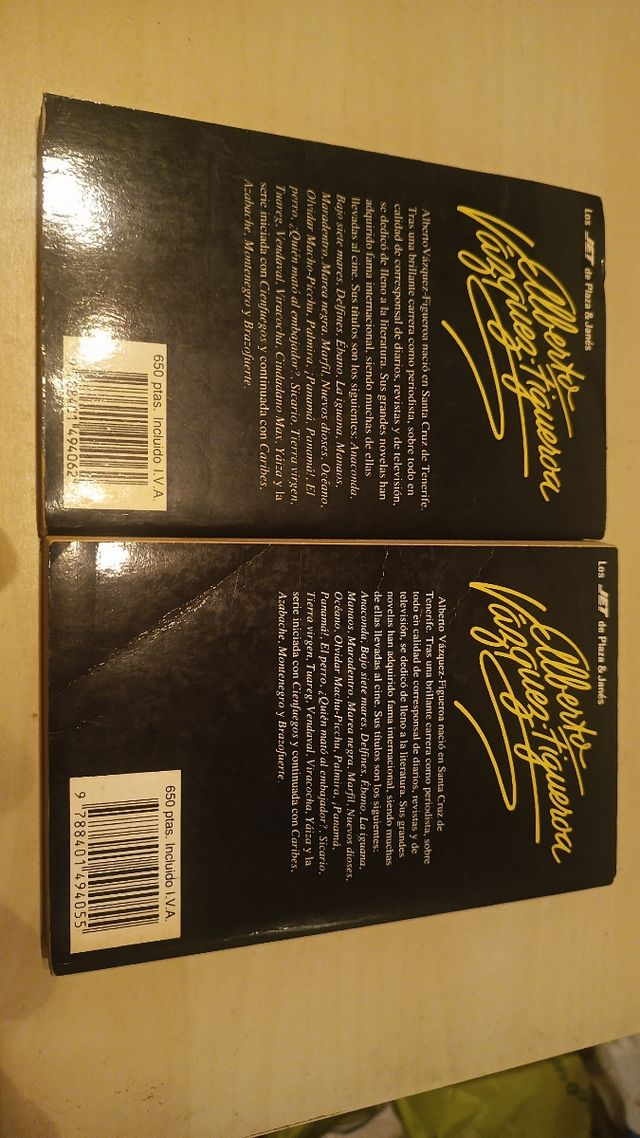 Los JET de Plaza & Janés
Alberto
Vázquez-Figueroa
Alberto Vázquez-Figueroa nació en Santa Cruz de Tenerife.
Tras una brillante carrera como periodista, sobre todo en
calidad de corresponsal de diarios, revistas y de televisión,
se dedicó de lleno a la literatura. Sus grandes novelas han
adquirido fama internacional, siendo muchas de ellas
llevadas al cine. Sus títulos son los siguientes: Anaconda,
Bajo siete mares, Delfines, Ébano, La iguana, Manaos,
Maradentro, Marea negra, Marfil, Nuevos dioses, Océano,
Olvidar Machu-Picchu, Palmira, ¡Panamá, Panamá!, El
perro, ¿Quién mató al embajador?, Sicario, Tierra virgen,
Tuareg, Vendaval, Viracocha, Ciudadano Max, Yáiza y la
serie iniciada con Cienfuegos y continuada con Caribes,
Azabache, Montenegro y Brazofuerte.
650 ptas. Incluido I.V.A.
9 788401 494062
Los JET de Plaza & Janés
Alberto
Vázquez-Figueroa
Alberto Vázquez-Figueroa nació en Santa Cruz de
Tenerife. Tras una brillante carrera como periodista, sobre
todo en calidad de corresponsal de diarios, revistas y de
televisión, se dedicó de lleno a la literatura. Sus grandes
novelas han adquirido fama internacional, siendo muchas
de ellas llevadas al cine. Sus títulos son los siguientes:
Anaconda, Bajo siete mares, Delfines, Ébano, La iguana,
Manaos, Maradentro, Marea negra, Marfil, Nuevos dioses,
Océano, Olvidar Machu-Picchu, Palmira, ¡Panamá,
Panamá!, El perro, ¿Quién mató al embajador?, Sicario,
Tierra virgen, Tuareg, Vendaval, Viracocha, Yáiza y la
serie iniciada con Cienfuegos y continuada con Caribes,
Azabache, Montenegro y Brazofuerte.
650 ptas. Incluido I.V.A.
9 788401 494055